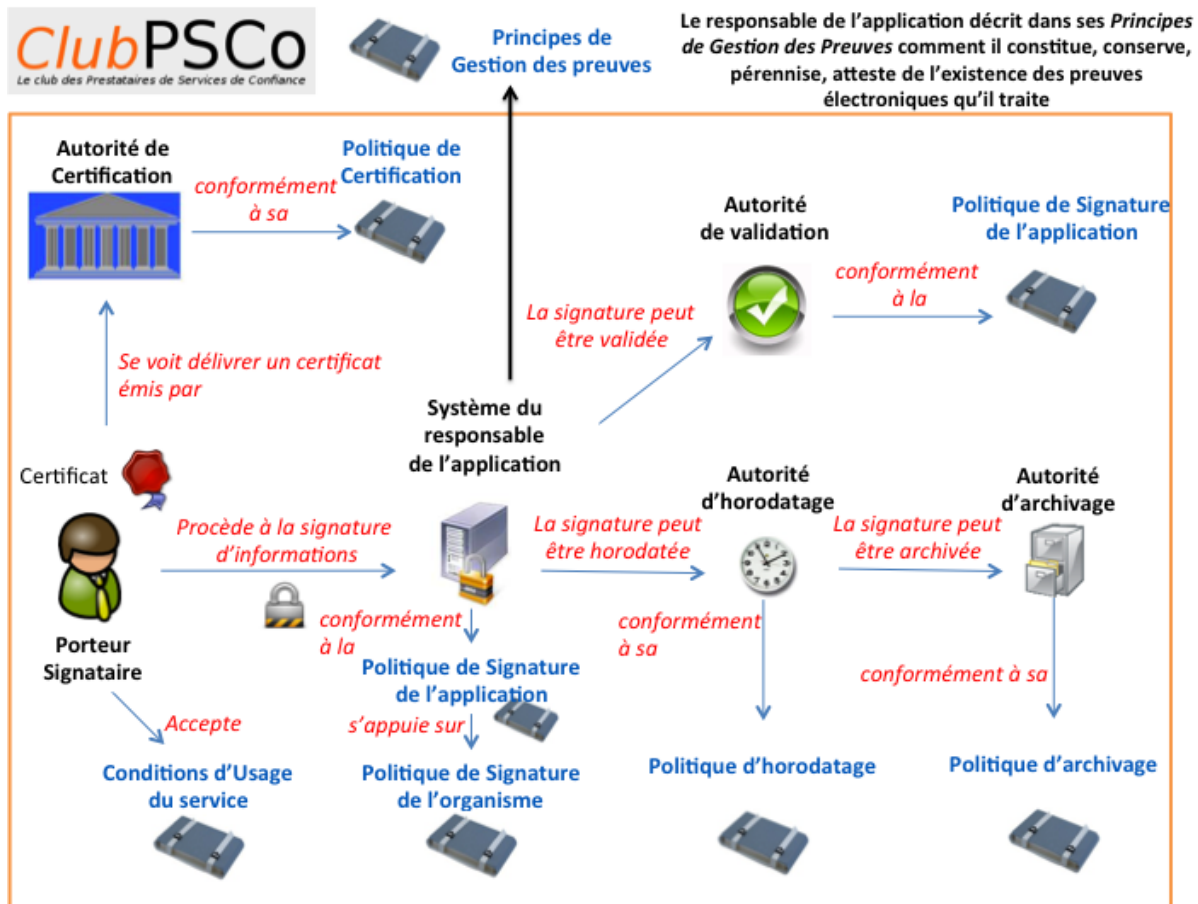 ClubPSCo
Le club des Prestataires de Services de Confiance
Principes de
Gestion des preuves
Le responsable de l'application décrit dans ses Principes
de Gestion des Preuves comment il constitue, conserve,
pérennise, atteste de l'existence des preuves
électroniques qu'il traite
Autorité de
Certification
conformément
à sa
Politique de
Certification
Autorité
de validation
Politique de Signature
de l'application
conformément
à la
La signature peut
être validée
Se voit délivrer un certificat
émis par
Système du
responsable
de l'application
Certificat
Procède à la signature
d'informations
Autorité
d'horodatage
Autorité
d'archivage
La signature peut
être horodatée
La signature peut
être archivée
Porteur
Signataire
conformément
à la
Politique de Signature
de l'application
conformément
à sa
conformément à sa
Accepte
s'appuie sur
Conditions d'Usage
du service
Politique de Signature
de l'organisme
Politique d'horodatage
Politique d'archivage